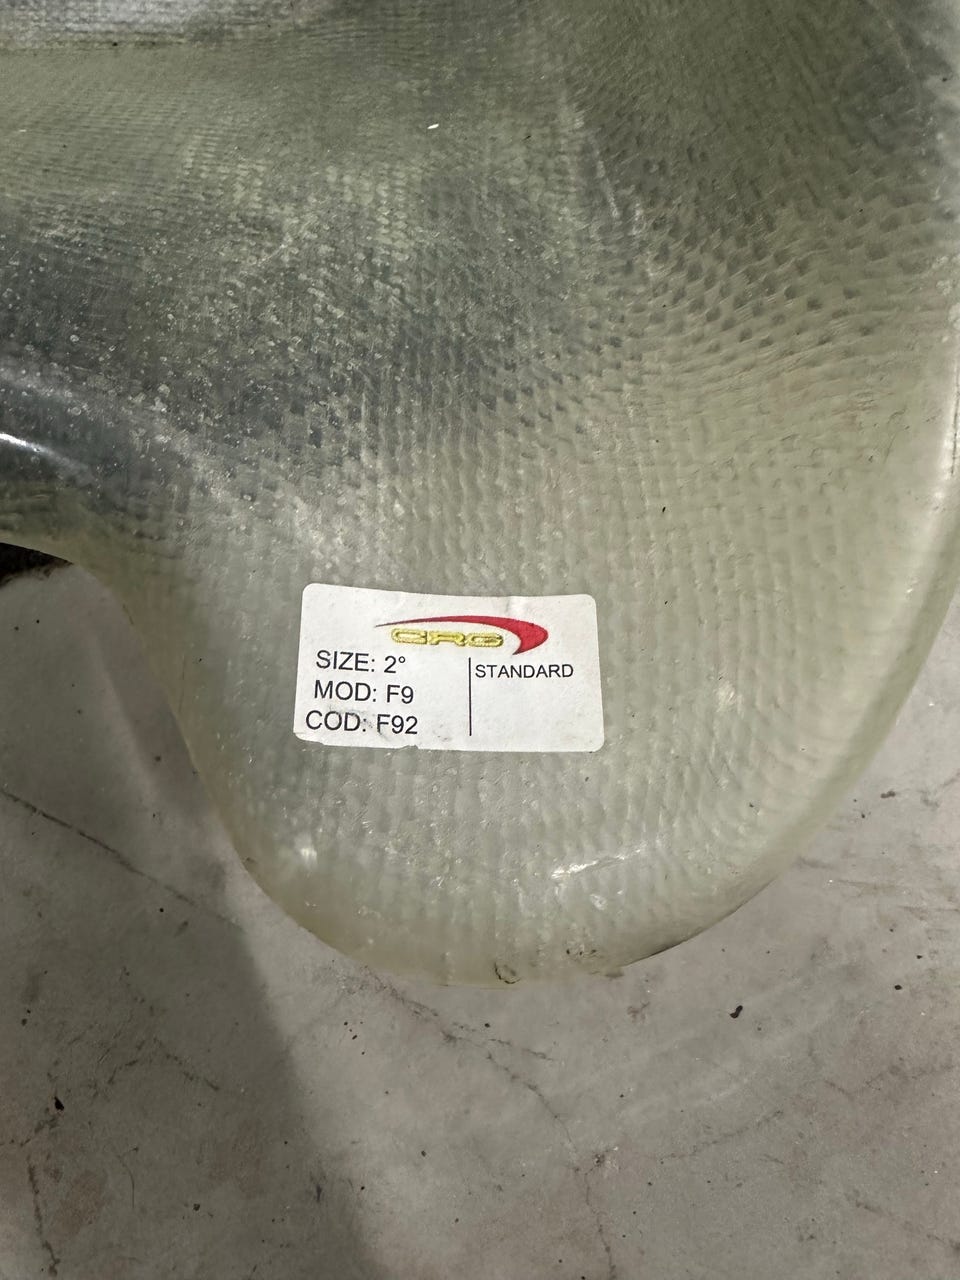 CRG
SIZE: 2°
STANDARD
MOD: F9
COD: F92